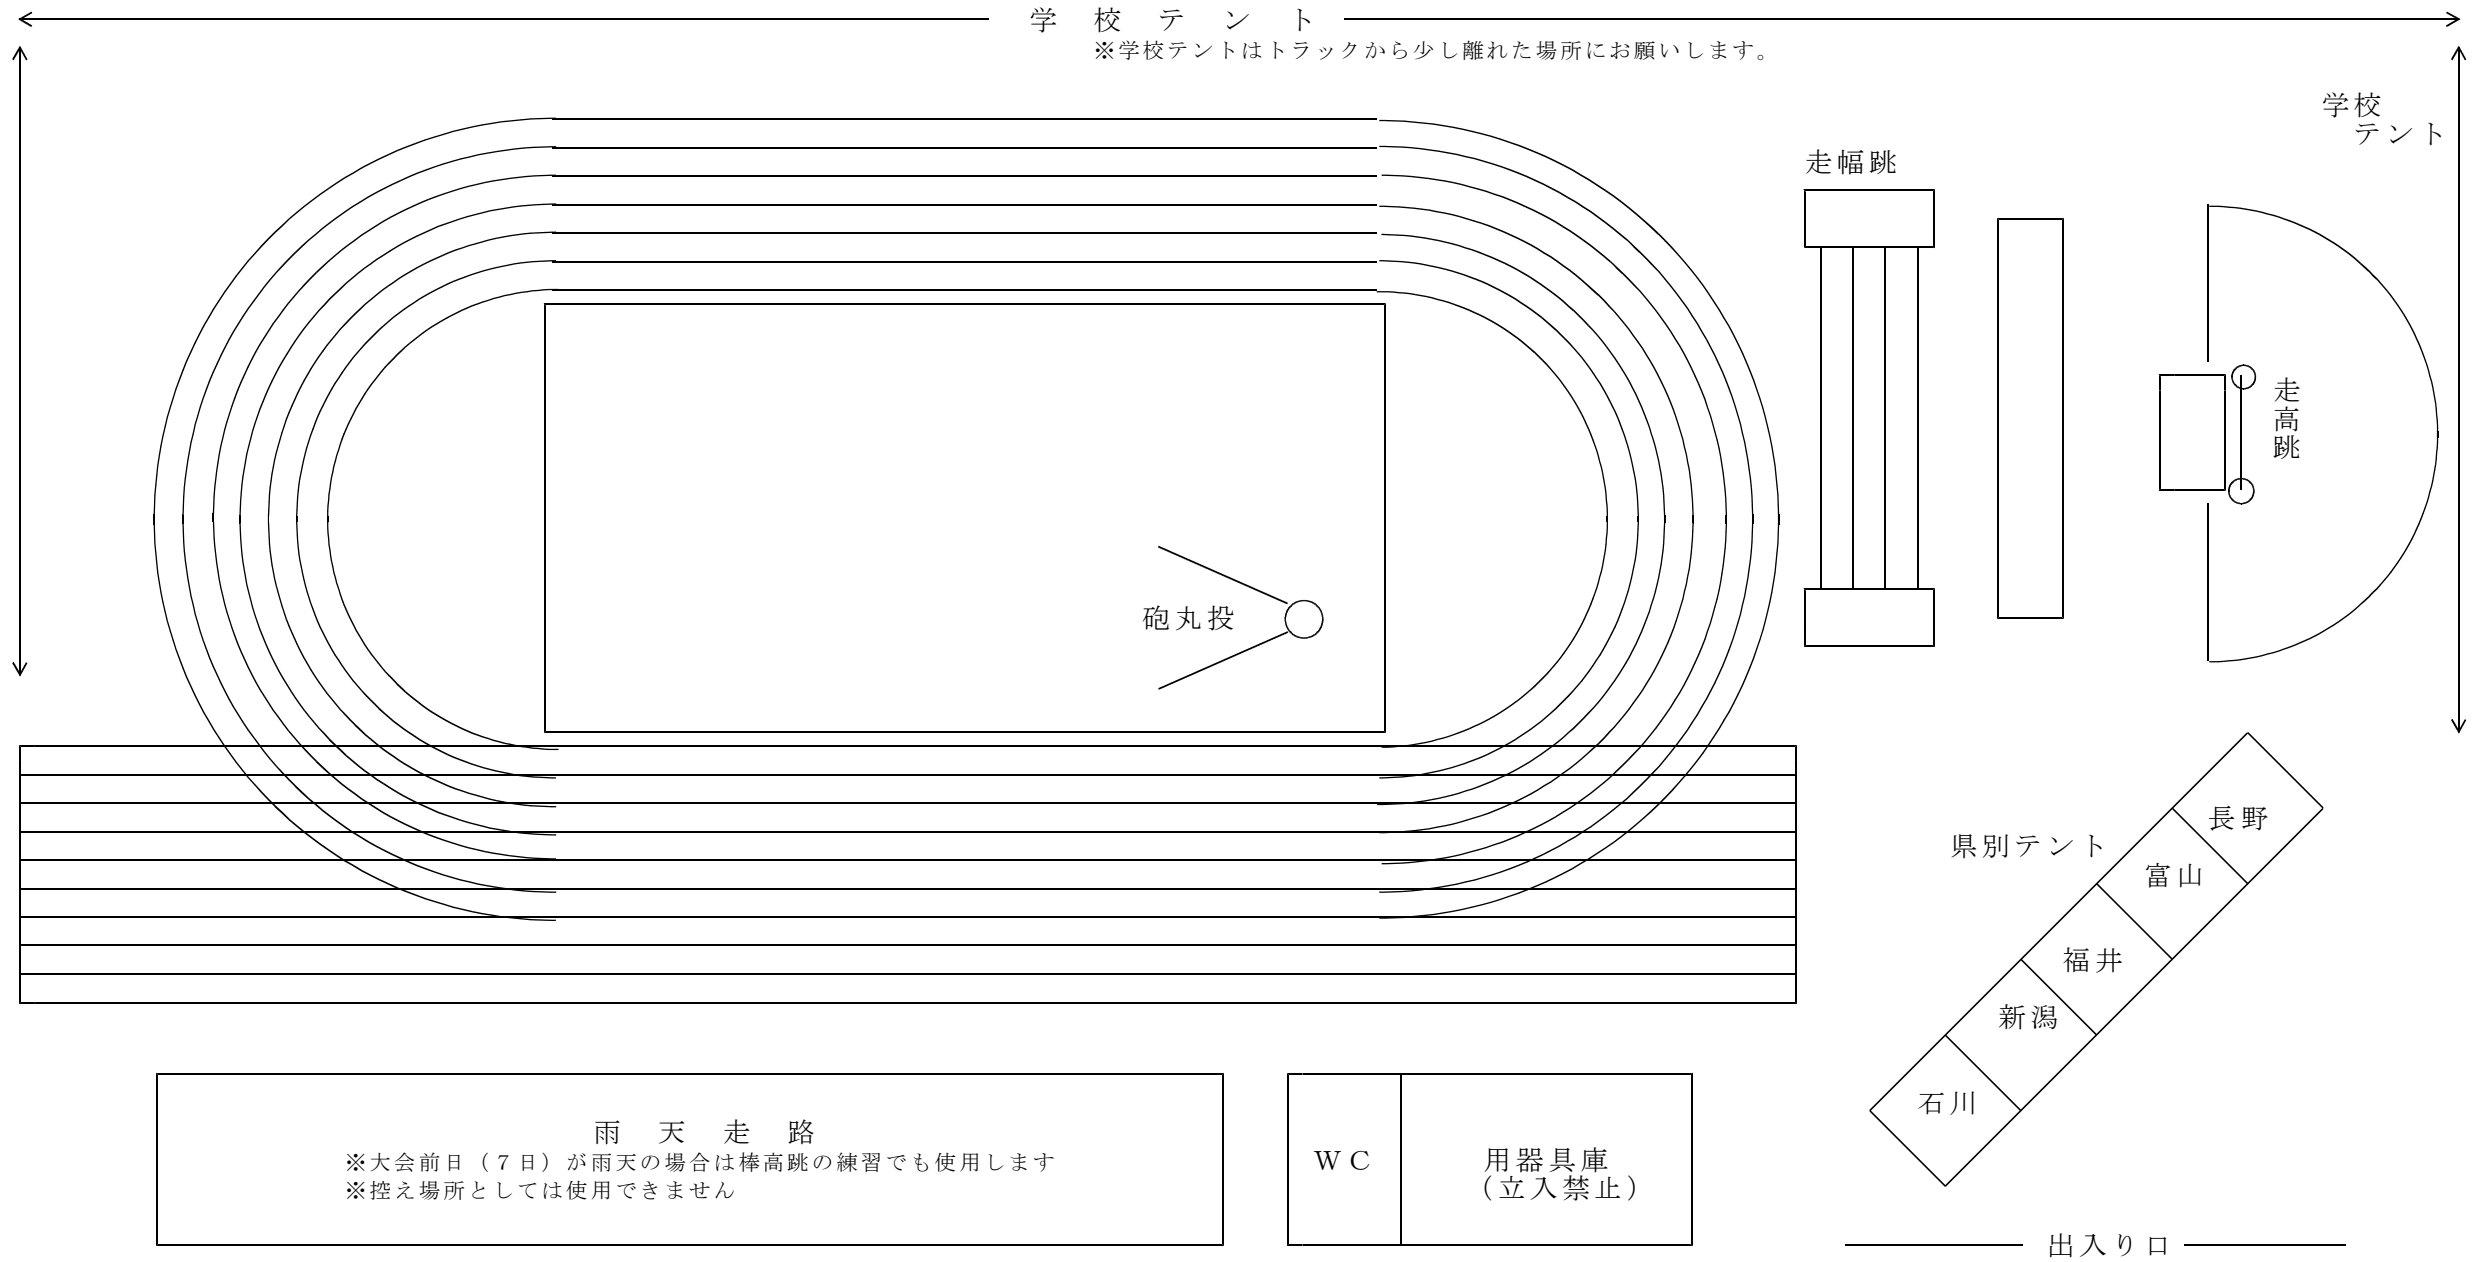 学校テント
※学校テントはトラックから少し離れた場所にお願いします。
学校
テント
走幅跳
走高跳
砲丸投
県別テント
長野
富山
福井
新潟
石川
雨天走路
※大会前日（７日）が雨天の場合は棒高跳の練習でも使用します
※控え場所としては使用できません
ＷＣ
用器具庫
（立入禁止）
出入り口